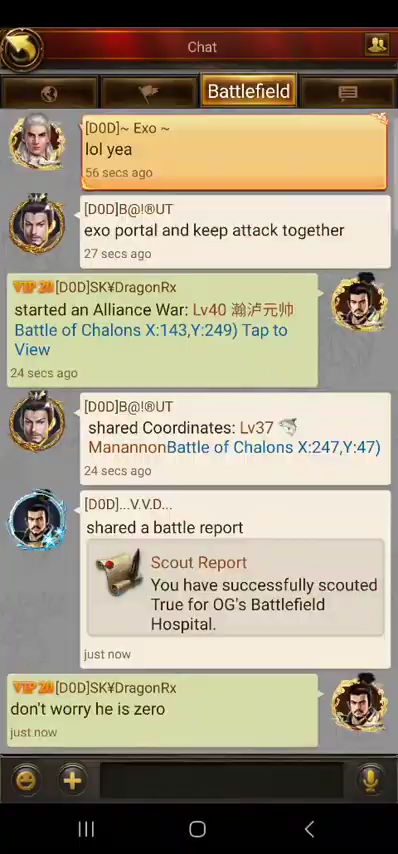 Chat
Battlefield
[D0D]~ Exo ~
lol yea
56 secs ago
[D0D]B@!®UT
exo portal and keep attack together
27 secs ago
VIP 20 [D0D]SK¥DragonRx
started an Alliance War: Lv40 瀚泸元帅
Battle of Chalons X:143,Y:249) Tap to
View
24 secs ago
[D0D]B@!®UT
shared Coordinates: Lv37
ManannonBattle of Chalons X:247,Y:47)
24 secs ago
[D0D]...V.V.D...
shared a battle report
Scout Report
You have successfully scouted
True for OG's Battlefield
Hospital.
just now
VIP 20 [D0D]SK¥DragonRx
don't worry he is zero
just now